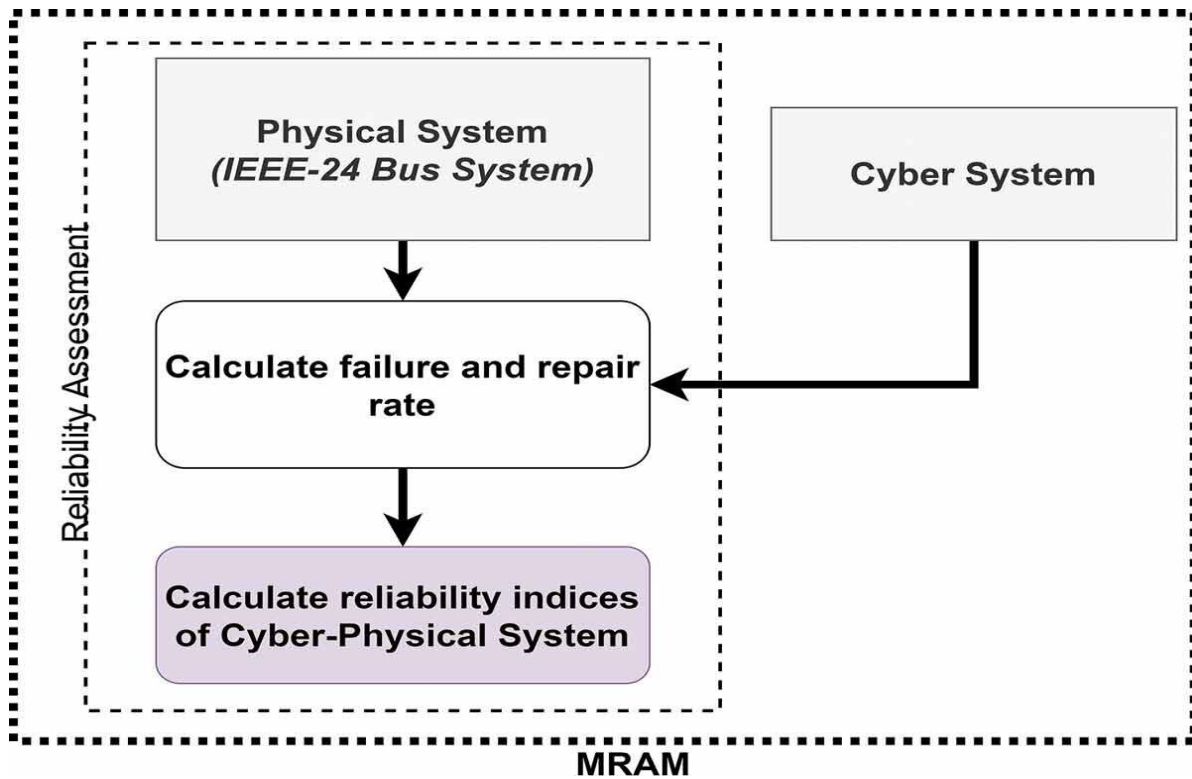 Physical System
(IEEE-24 Bus System)
Cyber System
Reliability Assessment
Calculate failure and repair
rate
Calculate reliability indices
of Cyber-Physical System
MRAM